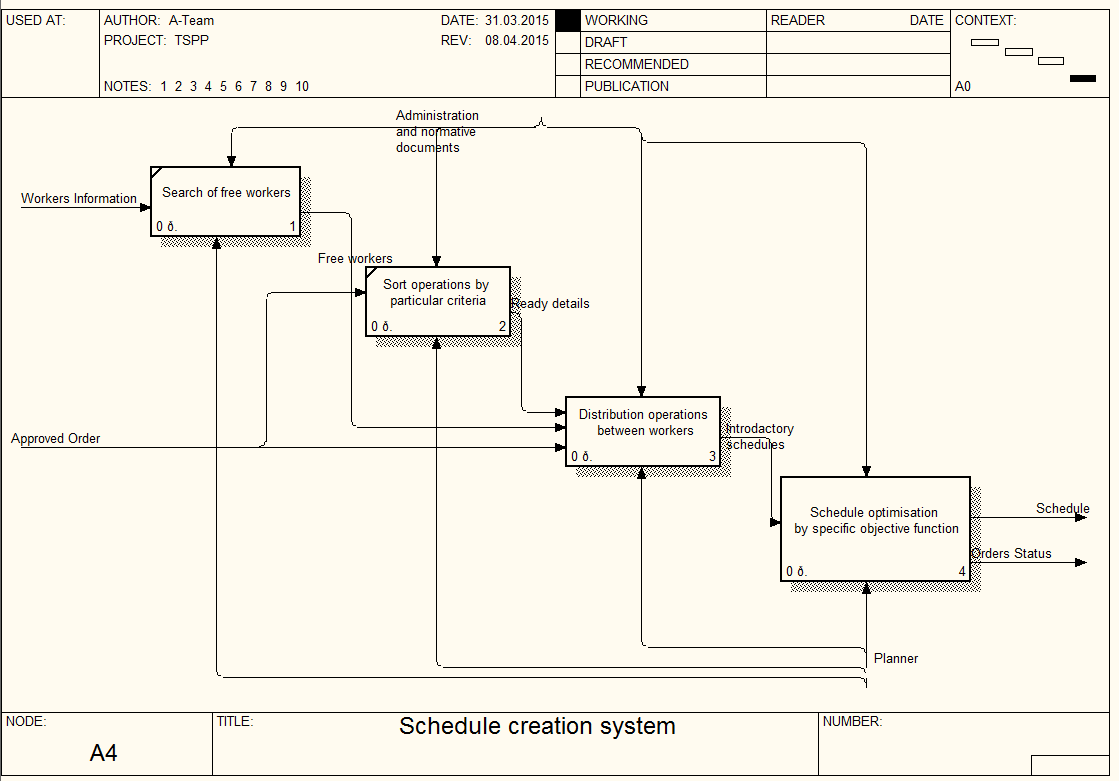 USED AT:
AUTHOR: A-Team
DATE: 31.03.2015
WORKING
READER
DATE
CONTEXT:
PROJECT: TSPP
REV: 08.04.2015
DRAFT
RECOMMENDED
NOTES: 1 2 3 4 5 6 7 8 9 10
PUBLICATION
A0
Administration
and normative
documents
Workers Information
Search of free workers
0 ð.
1
Free workers
Sort operations by
particular criteria
0 ð.
2
Ready details
Approved Order
Distribution operations
between workers
0 ð.
3
Introdactory
schedules
Schedule optimisation
by specific objective function
0 ð.
4
Schedule
Orders Status
Planner
NODE:
A4
TITLE:
Schedule creation system
NUMBER: